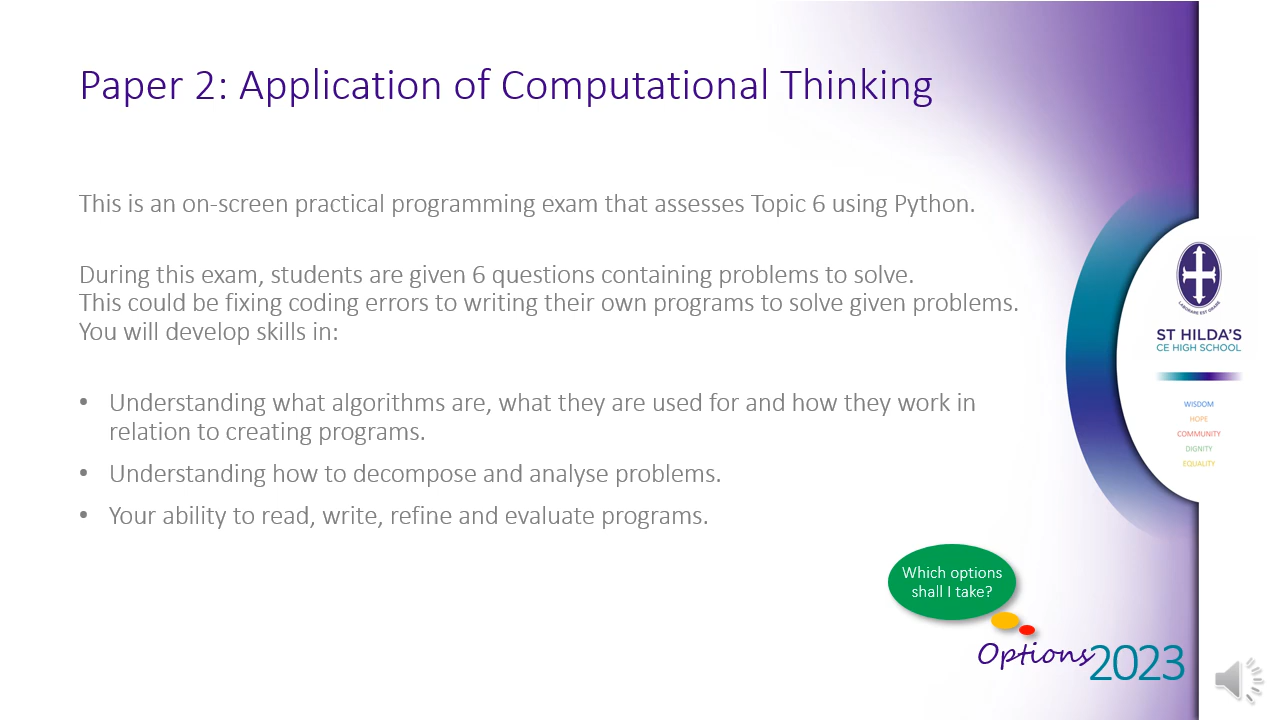 Paper 2: Application of Computational Thinking
This is an on-screen practical programming exam that assesses Topic 6 using Python.
During this exam, students are given 6 questions containing problems to solve.
This could be fixing coding errors to writing their own programs to solve given problems.
You will develop skills in:
• Understanding what algorithms are, what they are used for and how they work in
relation to creating programs.
• Understanding how to decompose and analyse problems.
• Your ability to read, write, refine and evaluate programs.
LABORARE EST ORARE
ST HILDA'S
CE HIGH SCHOOL
WISDOM
HOPE
COMMUNITY
DIGNITY
EQUALITY
Which options
shall I take?
Options 2023